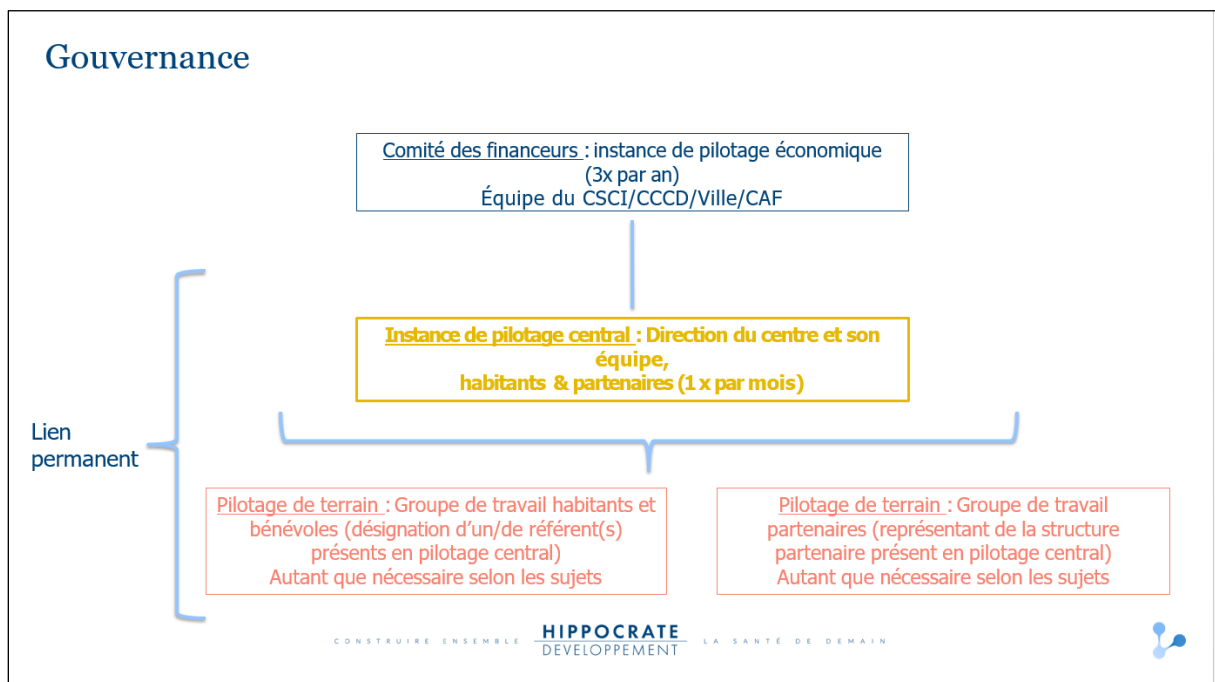 Gouvernance
Comité des financeurs : instance de pilotage économique
(3x par an)
Équipe du CSCI/CCCD/Ville/CAF
Instance de pilotage central : Direction du centre et son
équipe,
habitants & partenaires (1 x par mois)
Lien
permanent
Pilotage de terrain : Groupe de travail habitants et
bénévoles (désignation d’un/de référent(s)
présents en pilotage central)
Autant que nécessaire selon les sujets
Pilotage de terrain : Groupe de travail
partenaires (représentant de la structure
partenaire présent en pilotage central)
Autant que nécessaire selon les sujets
CONSTRUIRE ENSEMBLE HIPPOCRATE LA SANTÉ DE DEMAIN
DEVELOPPEMENT